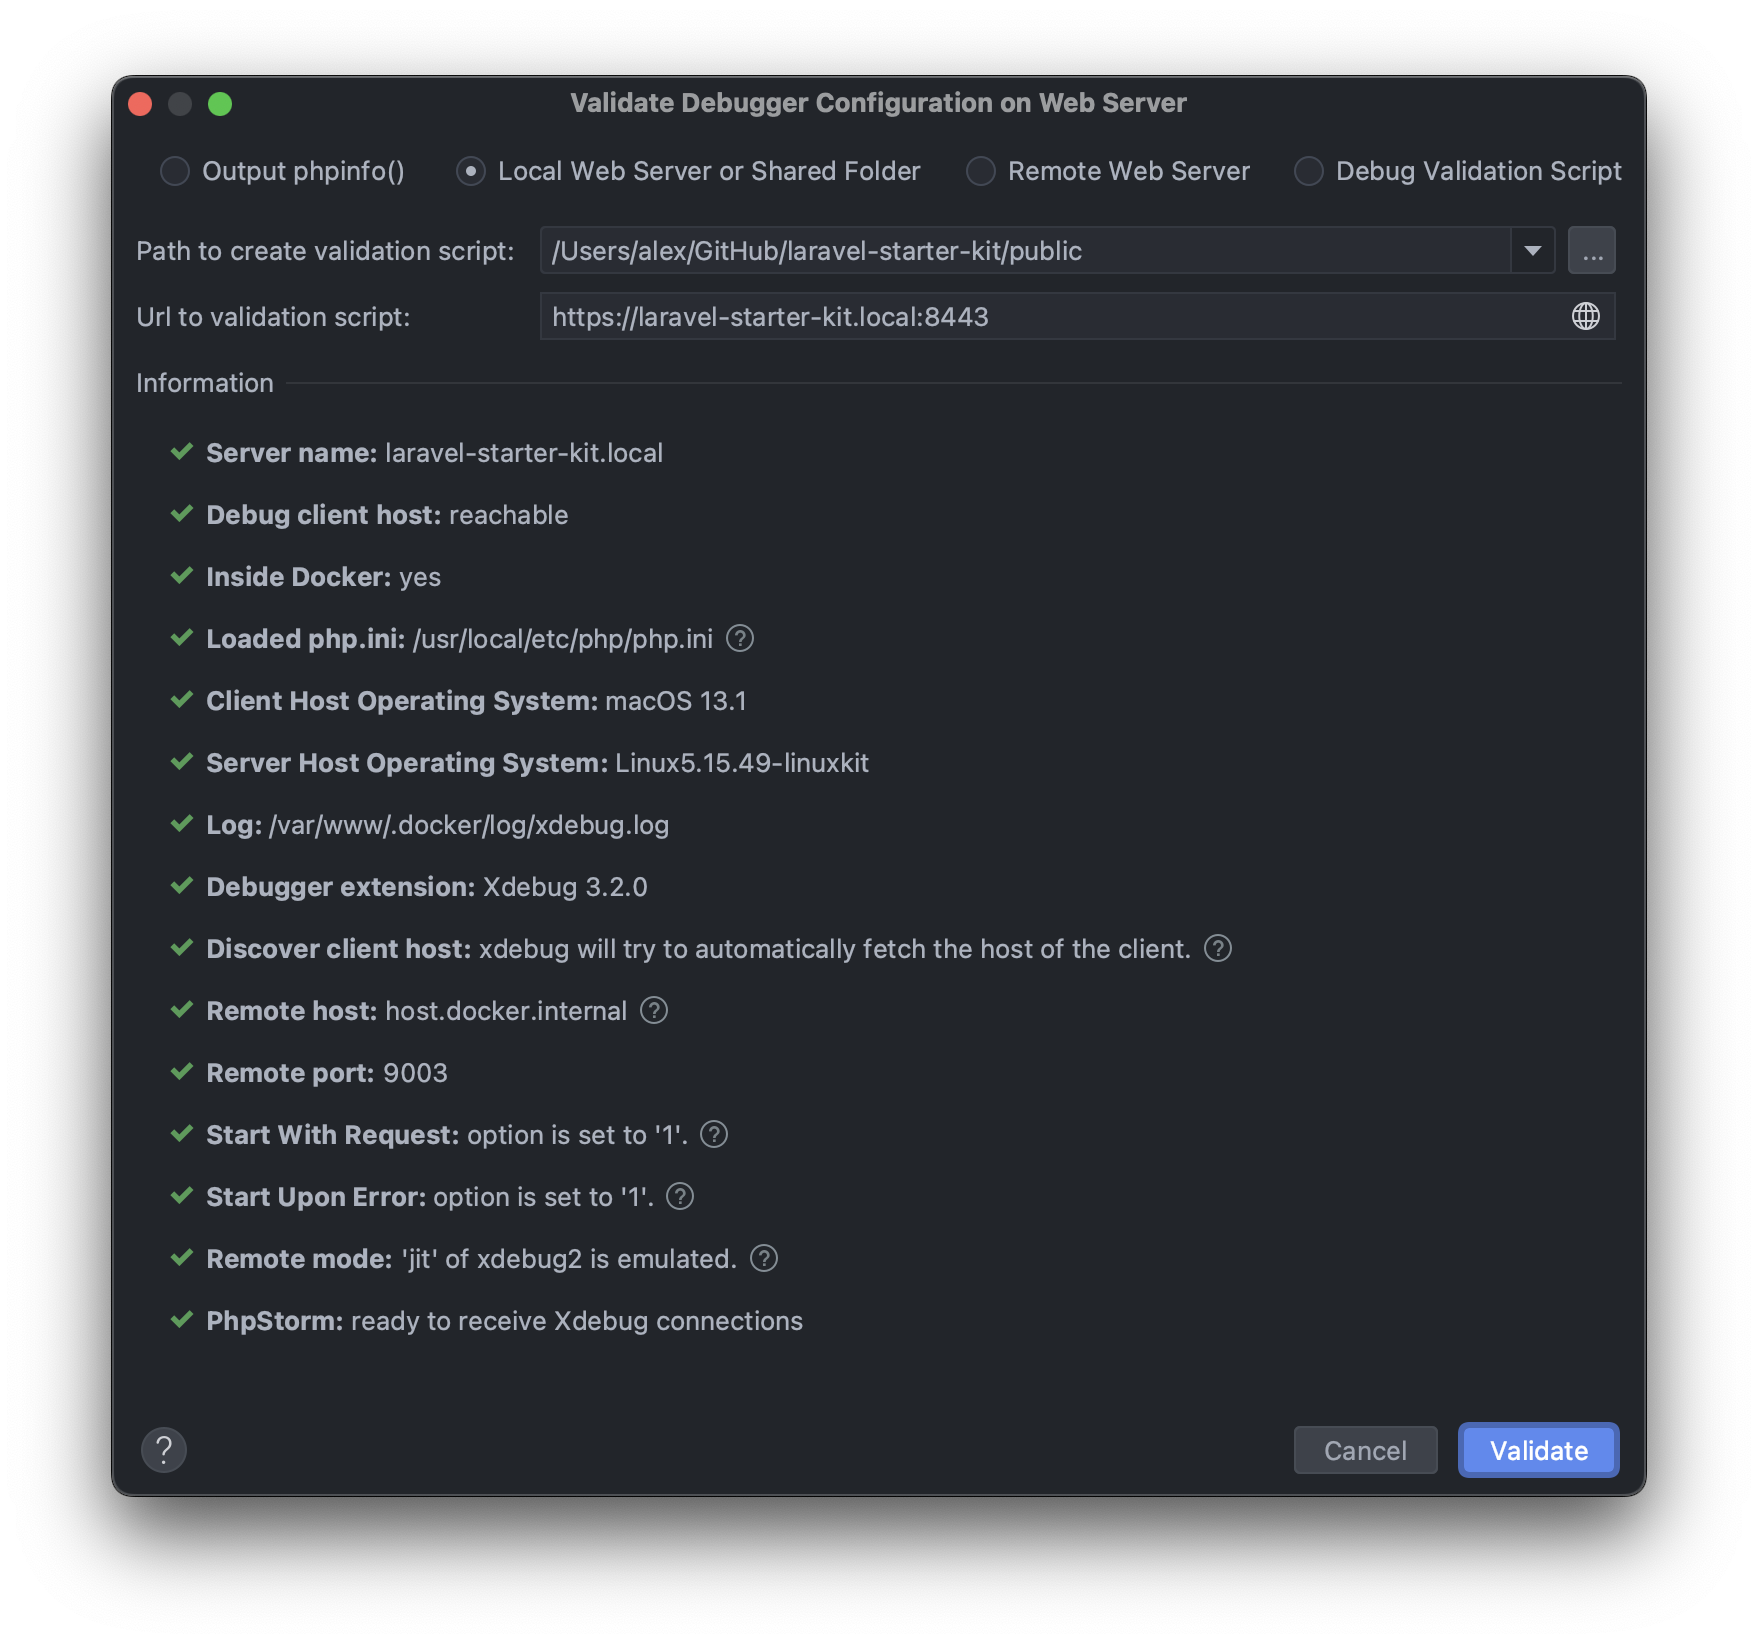 Validate Debugger Configuration on Web Server
Output phpinfo() Local Web Server or Shared Folder Remote Web Server Debug Validation Script
Path to create validation script: /Users/alex/GitHub/laravel-starter-kit/public ...
Url to validation script: https://laravel-starter-kit.local:8443
Information
Server name: laravel-starter-kit.local
Debug client host: reachable
Inside Docker: yes
Loaded php.ini: /usr/local/etc/php/php.ini ?
Client Host Operating System: macOS 13.1
Server Host Operating System: Linux5.15.49-linuxkit
Log: /var/www/.docker/log/xdebug.log
Debugger extension: Xdebug 3.2.0
Discover client host: xdebug will try to automatically fetch the host of the client. ?
Remote host: host.docker.internal ?
Remote port: 9003
Start With Request: option is set to '1'. ?
Start Upon Error: option is set to '1'. ?
Remote mode: 'jit' of xdebug2 is emulated. ?
PhpStorm: ready to receive Xdebug connections
? Cancel Validate